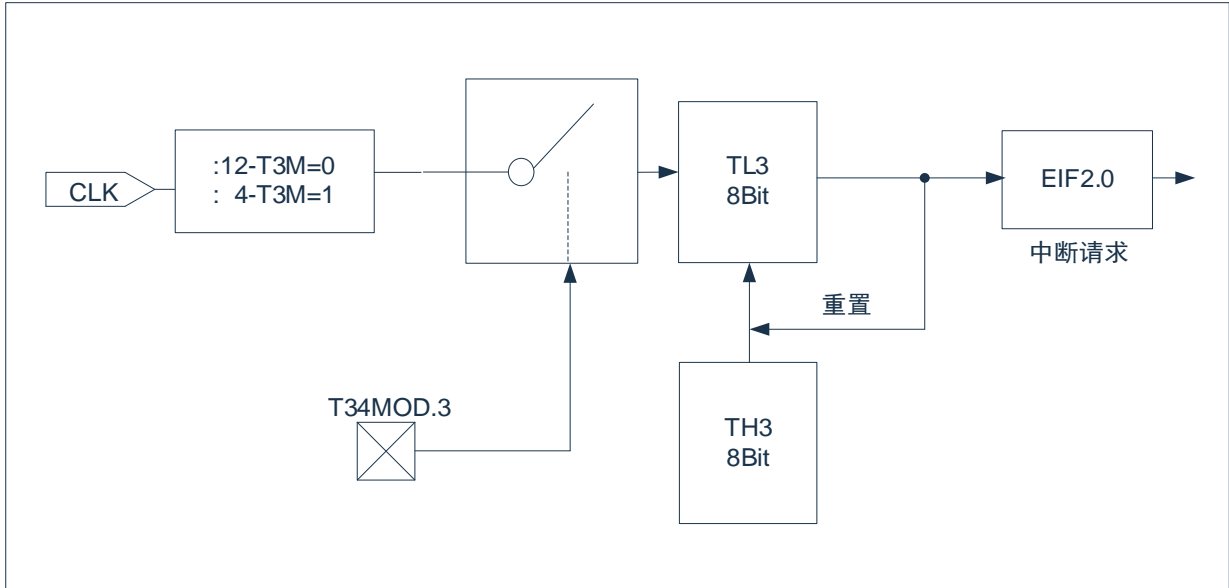 CLK
:12-T3M=0
: 4-T3M=1
TL3
8Bit
EIF2.0
中断请求
重置
T34MOD.3
TH3
8Bit